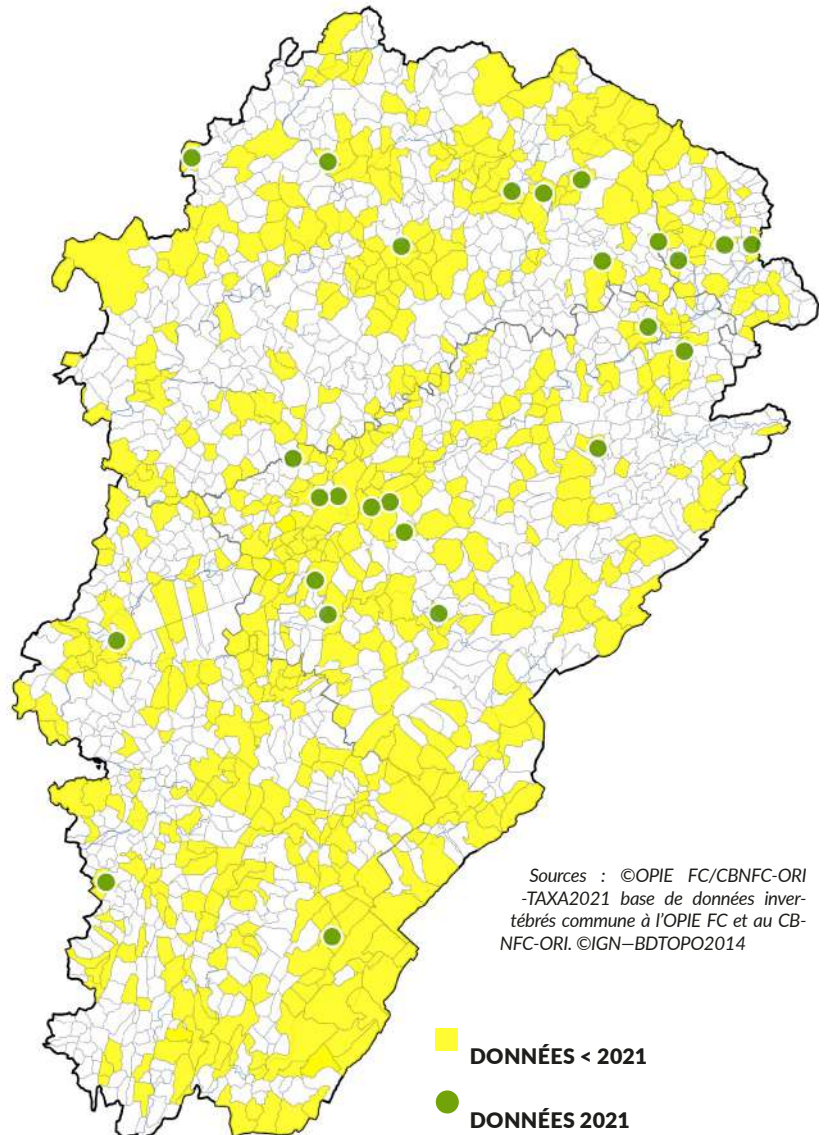 Sources : ©OPIE FC/CBNFC-ORI
-TAXA2021 base de données inver-
tébrés commune à l'OPIE FC et au CB-
NFC-ORI. ©IGN—BDTOPO2014
DONNÉES < 2021
DONNÉES 2021